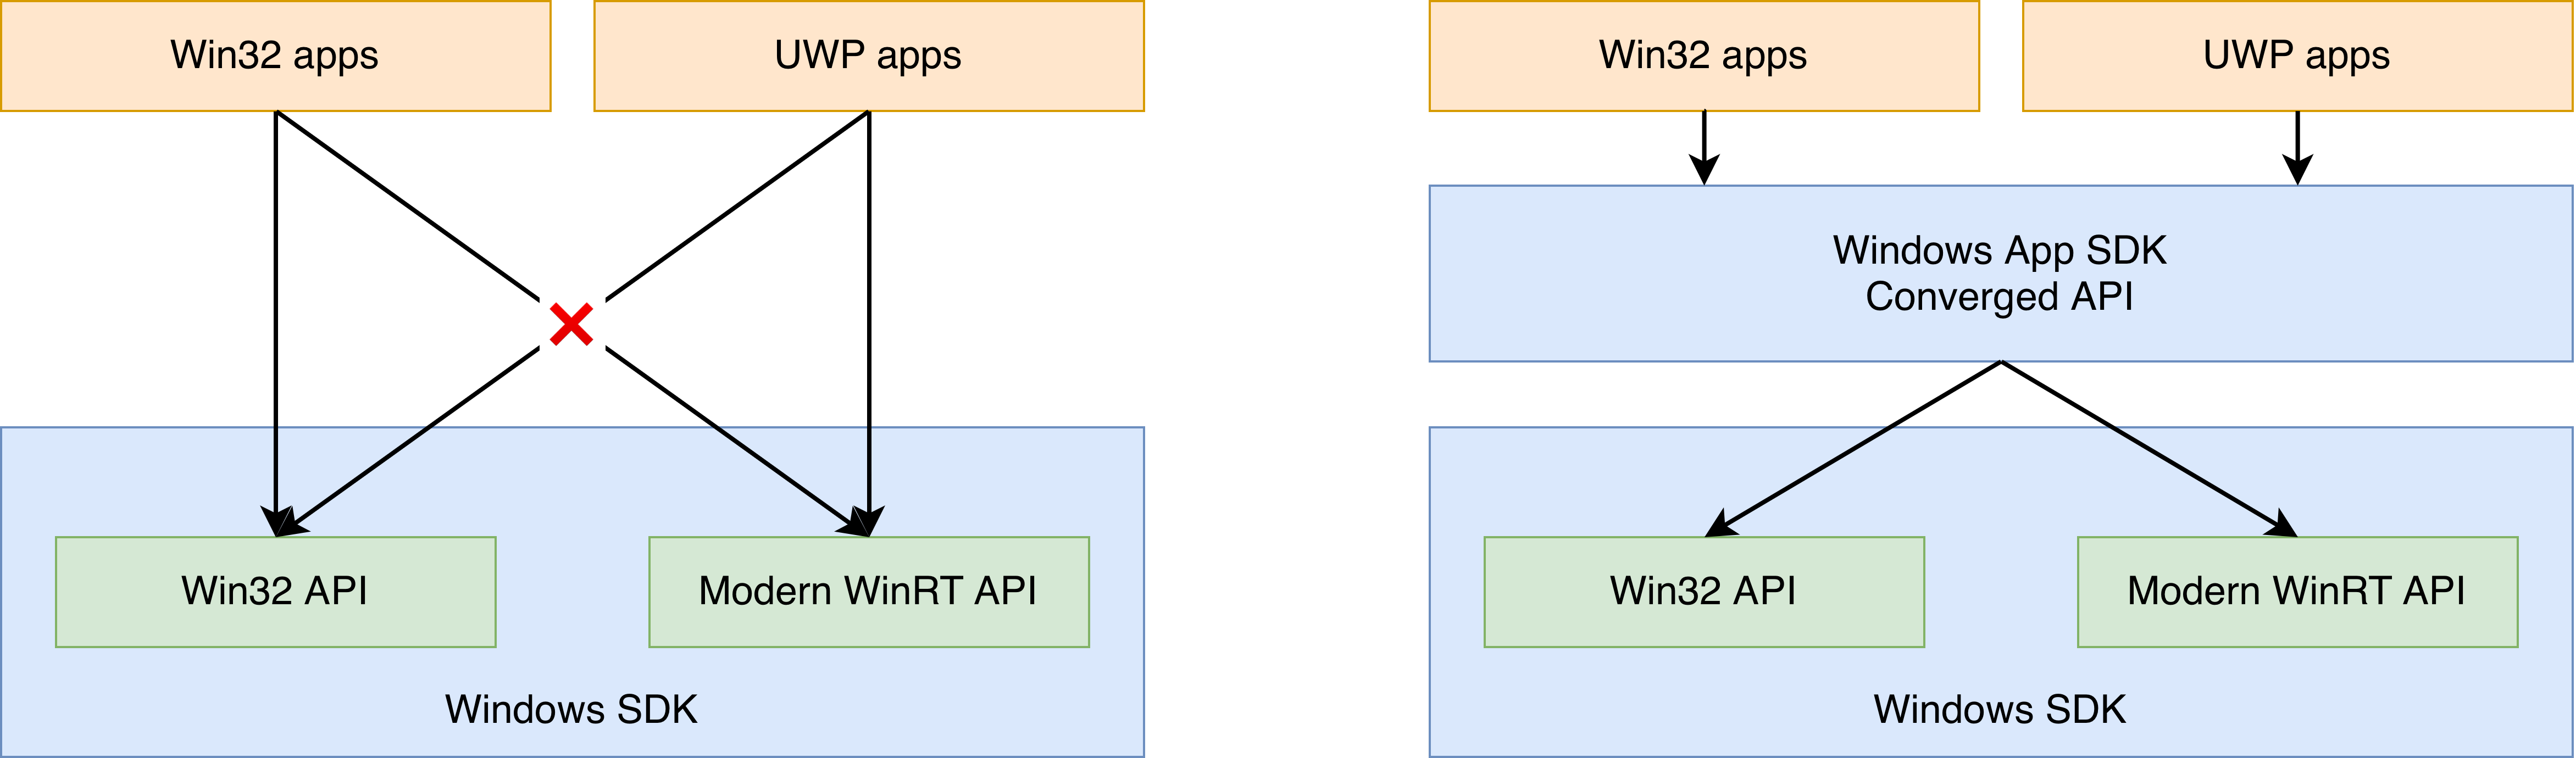 Win32 apps
UWP apps
Win32 API
Modern WinRT API
Windows SDK
Win32 apps
UWP apps
Windows App SDK
Converged API
Win32 API
Modern WinRT API
Windows SDK